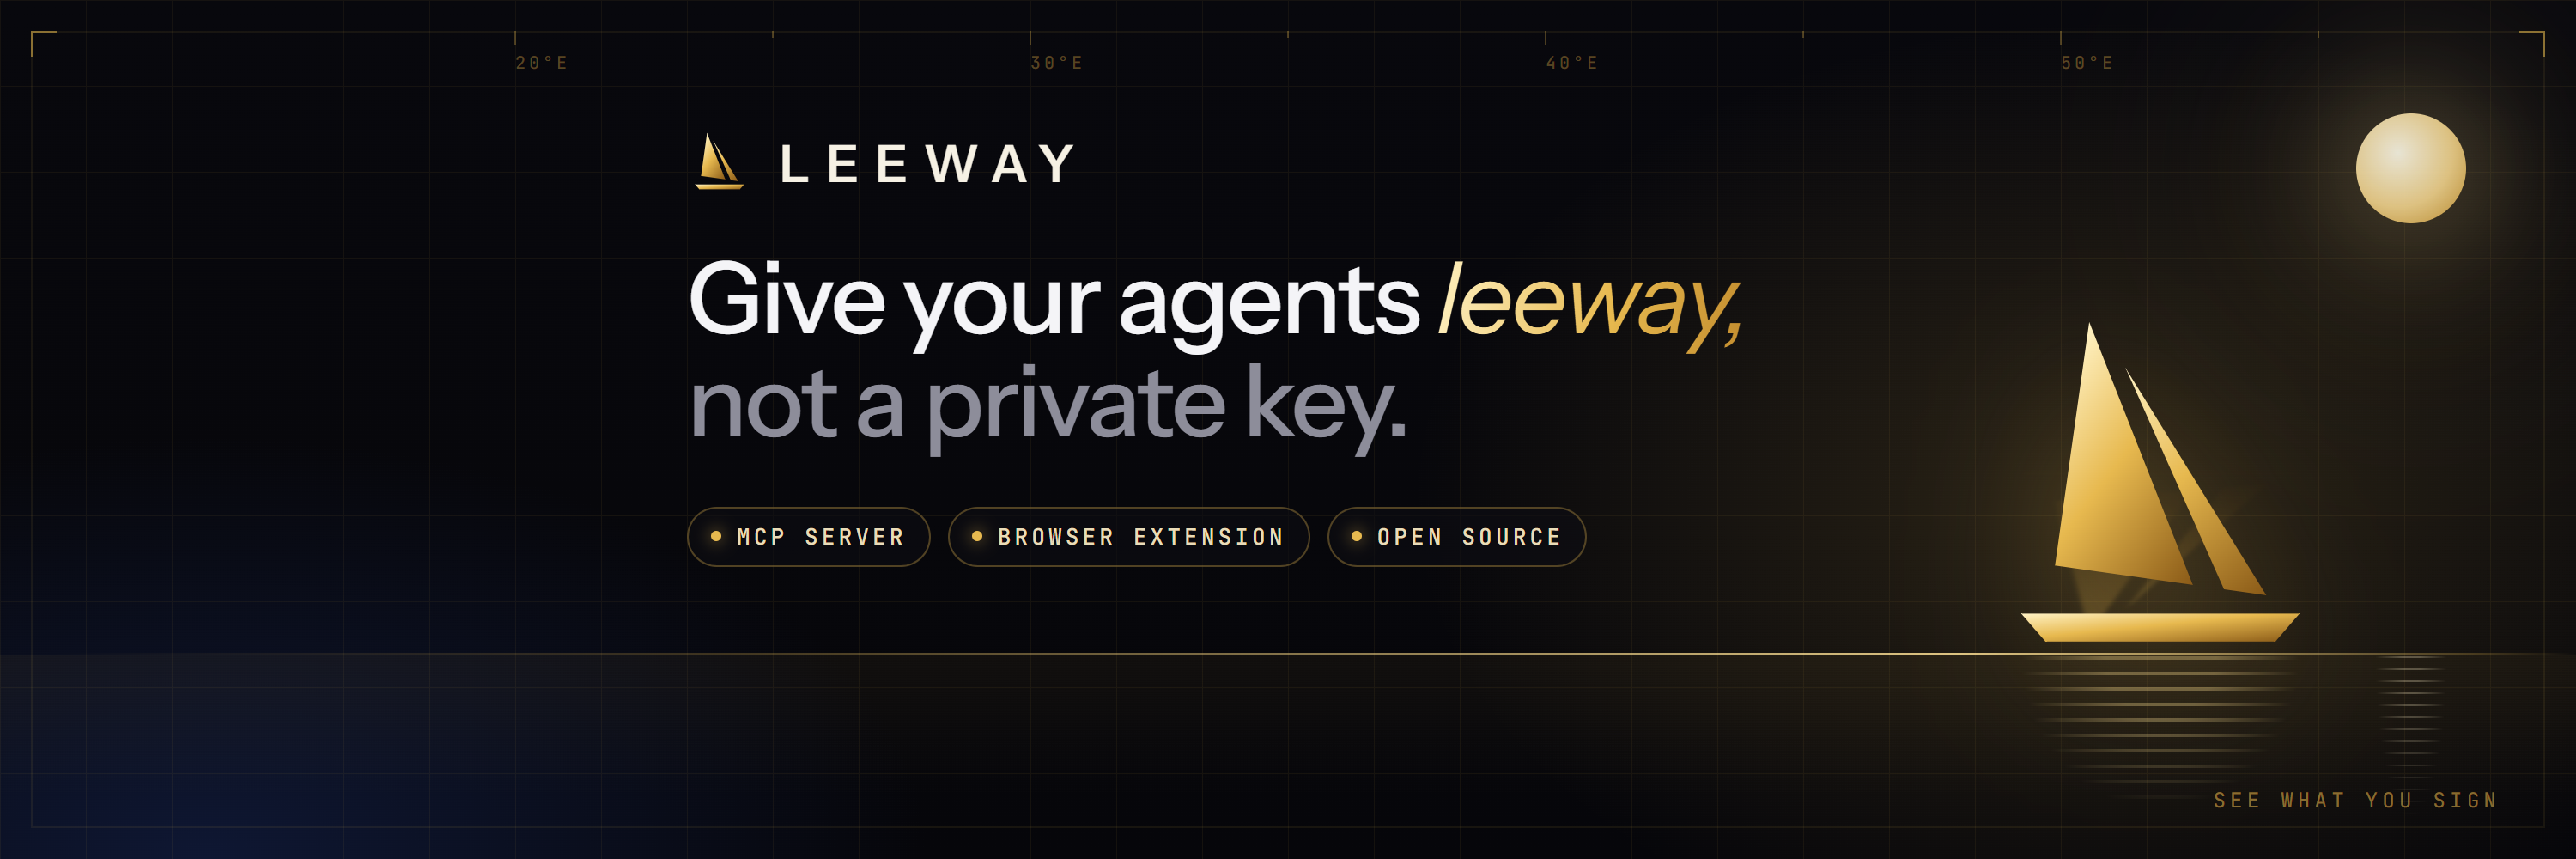 20°E 30°E 40°E 50°E
LEEWAY
Give your agents leeway,
not a private key.
MCP SERVER BROWSER EXTENSION OPEN SOURCE
SEE WHAT YOU SIGN